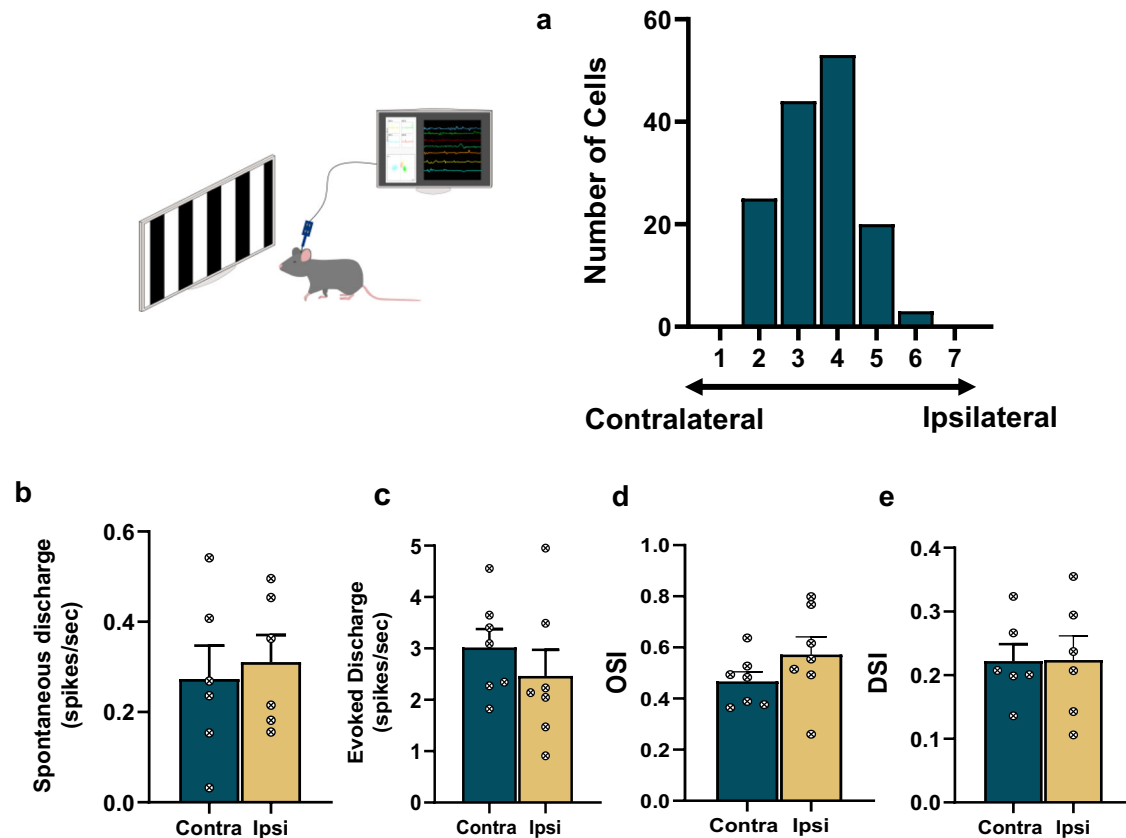 a
Number of Cells
60
40
20
0
1 2 3 4 5 6 7
Contralateral Ipsilateral
b
Spontaneous discharge
(spikes/sec)
0.6
0.4
0.2
0.0
Contra Ipsi
c
Evoked Discharge
(spikes/sec)
5
4
3
2
1
0
Contra Ipsi
d
OSI
1.0
0.8
0.6
0.4
0.2
0.0
Contra Ipsi
e
DSI
0.4
0.3
0.2
0.1
0.0
Contra Ipsi